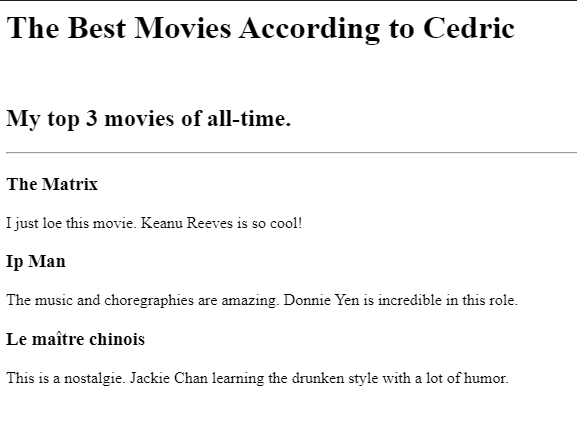 The Best Movies According to Cedric
My top 3 movies of all-time.
The Matrix
I just loe this movie. Keanu Reeves is so cool!
Ip Man
The music and choregraphies are amazing. Donnie Yen is incredible in this role.
Le maître chinois
This is a nostalgie. Jackie Chan learning the drunken style with a lot of humor.